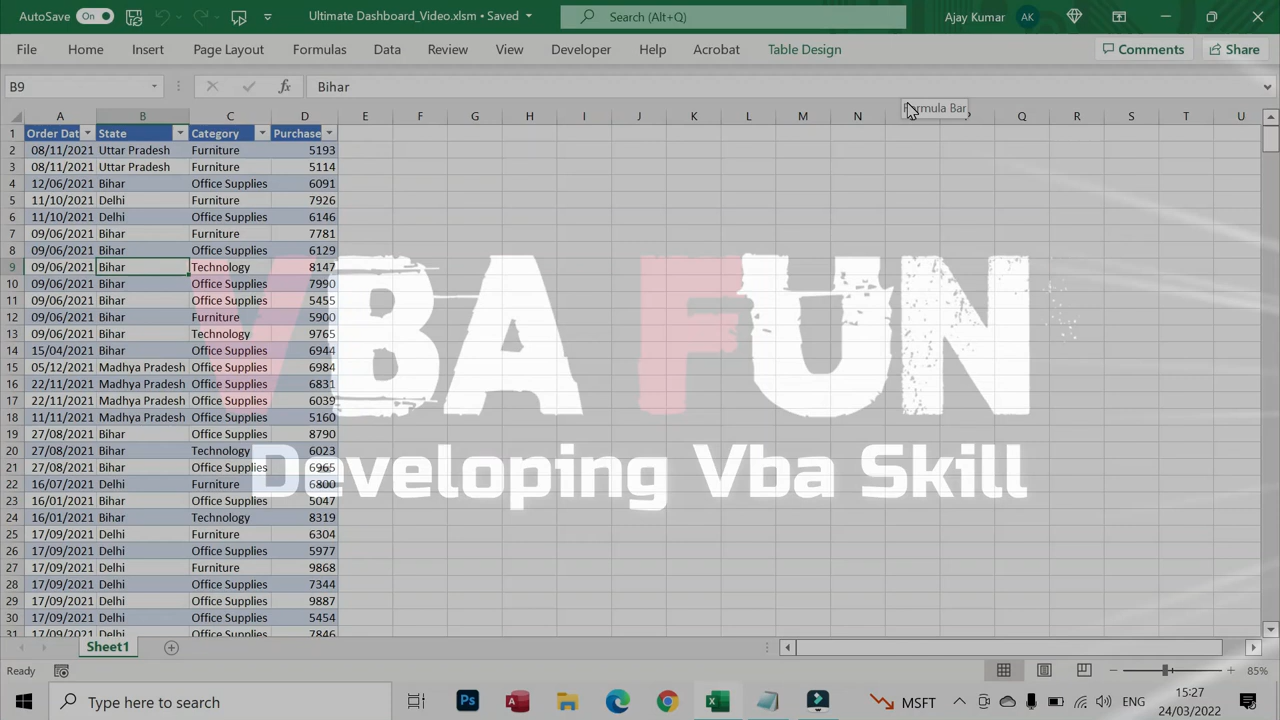 AutoSave On Ultimate Dashboard_Video.xlsm • Saved Search (Alt+Q) Ajay Kumar AK
File Home Insert Page Layout Formulas Data Review View Developer Help Acrobat Table Design Comments Share
B9 fx Bihar
Formula Bar
A B C D E F G H I J K L M N P Q R S T U
1 Order Dat State Category Purchase
2 08/11/2021 Uttar Pradesh Furniture 5193
3 08/11/2021 Uttar Pradesh Furniture 5114
4 12/06/2021 Bihar Office Supplies 6091
5 11/10/2021 Delhi Furniture 7926
6 11/10/2021 Delhi Office Supplies 6146
7 09/06/2021 Bihar Furniture 7781
8 09/06/2021 Bihar Office Supplies 6129
9 09/06/2021 Bihar Technology 8147
10 09/06/2021 Bihar Office Supplies 7990
11 09/06/2021 Bihar Office Supplies 5455
12 09/06/2021 Bihar Furniture 5900
13 09/06/2021 Bihar Technology 9765
14 15/04/2021 Bihar Office Supplies 6944
15 05/12/2021 Madhya Pradesh Office Supplies 6984
16 22/11/2021 Madhya Pradesh Office Supplies 6831
17 22/11/2021 Madhya Pradesh Office Supplies 6039
18 11/11/2021 Madhya Pradesh Office Supplies 5160
19 27/08/2021 Bihar Office Supplies 8790
20 27/08/2021 Bihar Technology 6023
21 27/08/2021 Bihar Office Supplies 6965
22 16/07/2021 Delhi Furniture 6800
23 16/01/2021 Bihar Office Supplies 5047
24 16/01/2021 Bihar Technology 8319
25 17/09/2021 Delhi Furniture 6304
26 17/09/2021 Delhi Office Supplies 5977
27 17/09/2021 Delhi Furniture 9868
28 17/09/2021 Delhi Office Supplies 7344
29 17/09/2021 Delhi Office Supplies 9887
30 17/09/2021 Delhi Office Supplies 5454
31 17/09/2021 Delhi Office Supplies 7846
VBA FUN
Developing Vba Skill
Sheet1
Ready 85%
Type here to search Ps MSFT ENG 15:27
24/03/2022